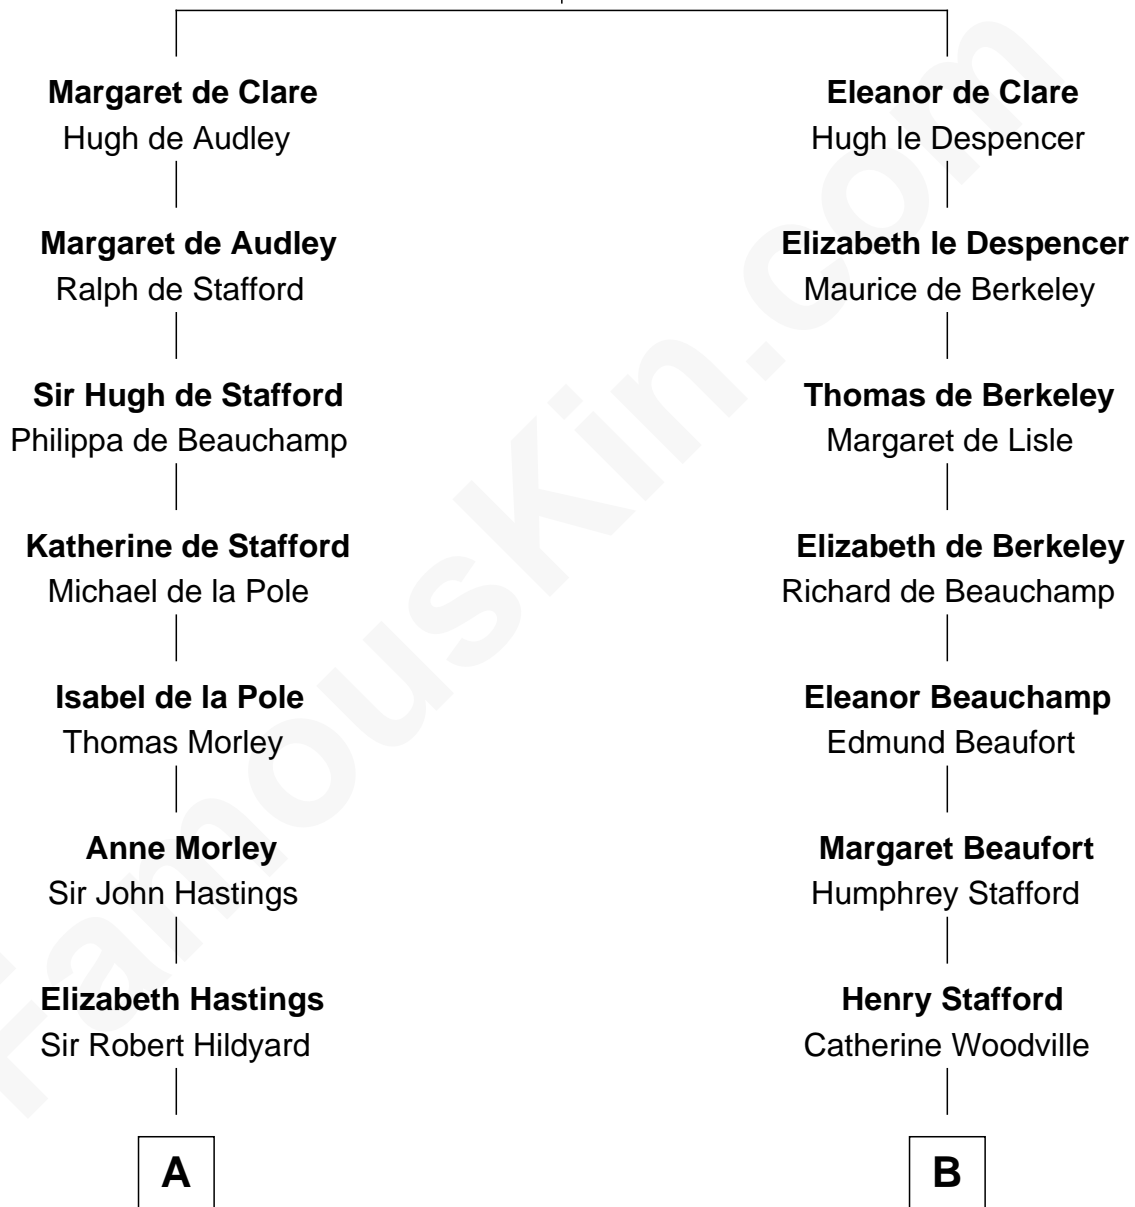 Margaret de Clare
Hugh de Audley
Eleanor de Clare
Hugh le Despencer
Margaret de Audley
Ralph de Stafford
Elizabeth le Despencer
Maurice de Berkeley
Sir Hugh de Stafford
Philippa de Beauchamp
Thomas de Berkeley
Margaret de Lisle
Katherine de Stafford
Michael de la Pole
Elizabeth de Berkeley
Richard de Beauchamp
Isabel de la Pole
Thomas Morley
Eleanor Beauchamp
Edmund Beaufort
Anne Morley
Sir John Hastings
Margaret Beaufort
Humphrey Stafford
Elizabeth Hastings
Sir Robert Hildyard
Henry Stafford
Catherine Woodville
A
B
FamousKin.com